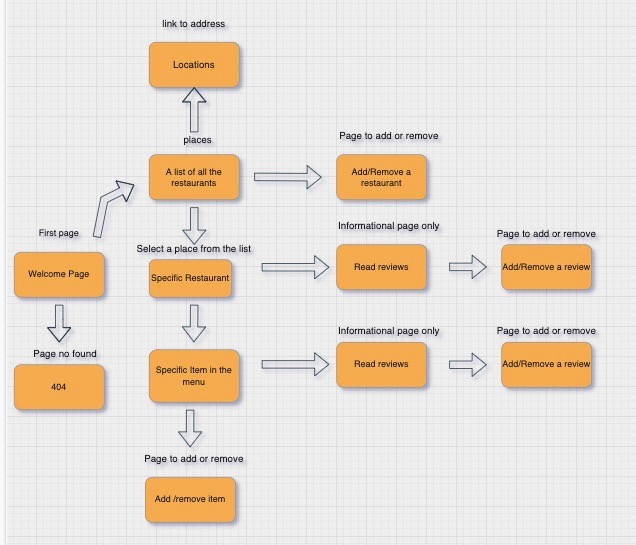 link to address
Locations
places
Page to add or remove
A list of all the
restaurants
Add/Remove a
restaurant
First page
Select a place from the list
Informational page only
Page to add or remove
Welcome Page
Specific Restaurant
Read reviews
Add/Remove a review
Page no found
404
Informational page only
Page to add or remove
Specific Item in the
menu
Read reviews
Add/Remove a review
Page to add or remove
Add /remove item